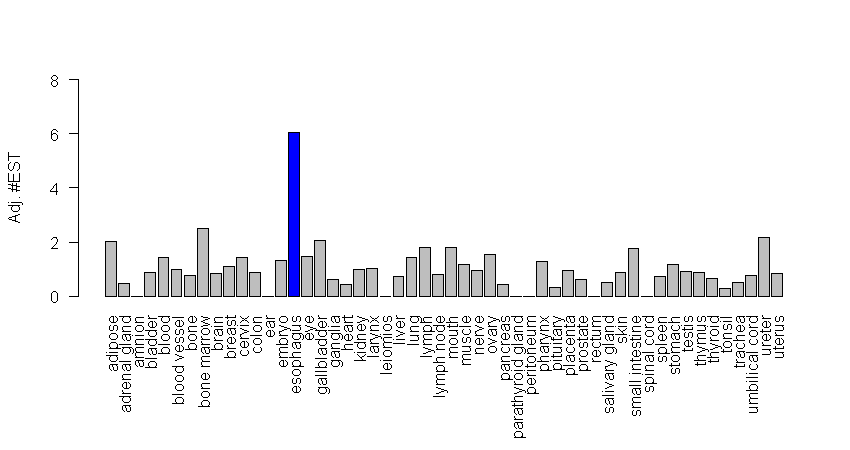 Adj. #EST
8
6
4
2
0
adipose
adrenal gland
amnion
bladder
blood
blood vessel
bone
bone marrow
brain
breast
cervix
colon
ear
embryo
esophagus
eye
gallbladder
ganglia
heart
kidney
larynx
leiomios
liver
lung
lymph
lymph node
mouth
muscle
nerve
ovary
pancreas
parathyroid gland
peritoneum
pharynx
pituitary
placenta
prostate
rectum
salivary gland
skin
small intestine
spinal cord
spleen
stomach
testis
thymus
thyroid
tonsil
trachea
umbilical cord
ureter
uterus